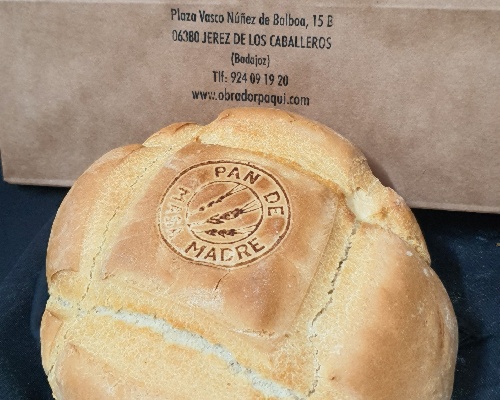 Plaza Vasco Núñez de Balboa, 15 B
06380 JEREZ DE LOS CABALLEROS
(Badajoz)
Tlf: 924 09 19 20
www.obradorpaqui.com
PAN DE
MADRE